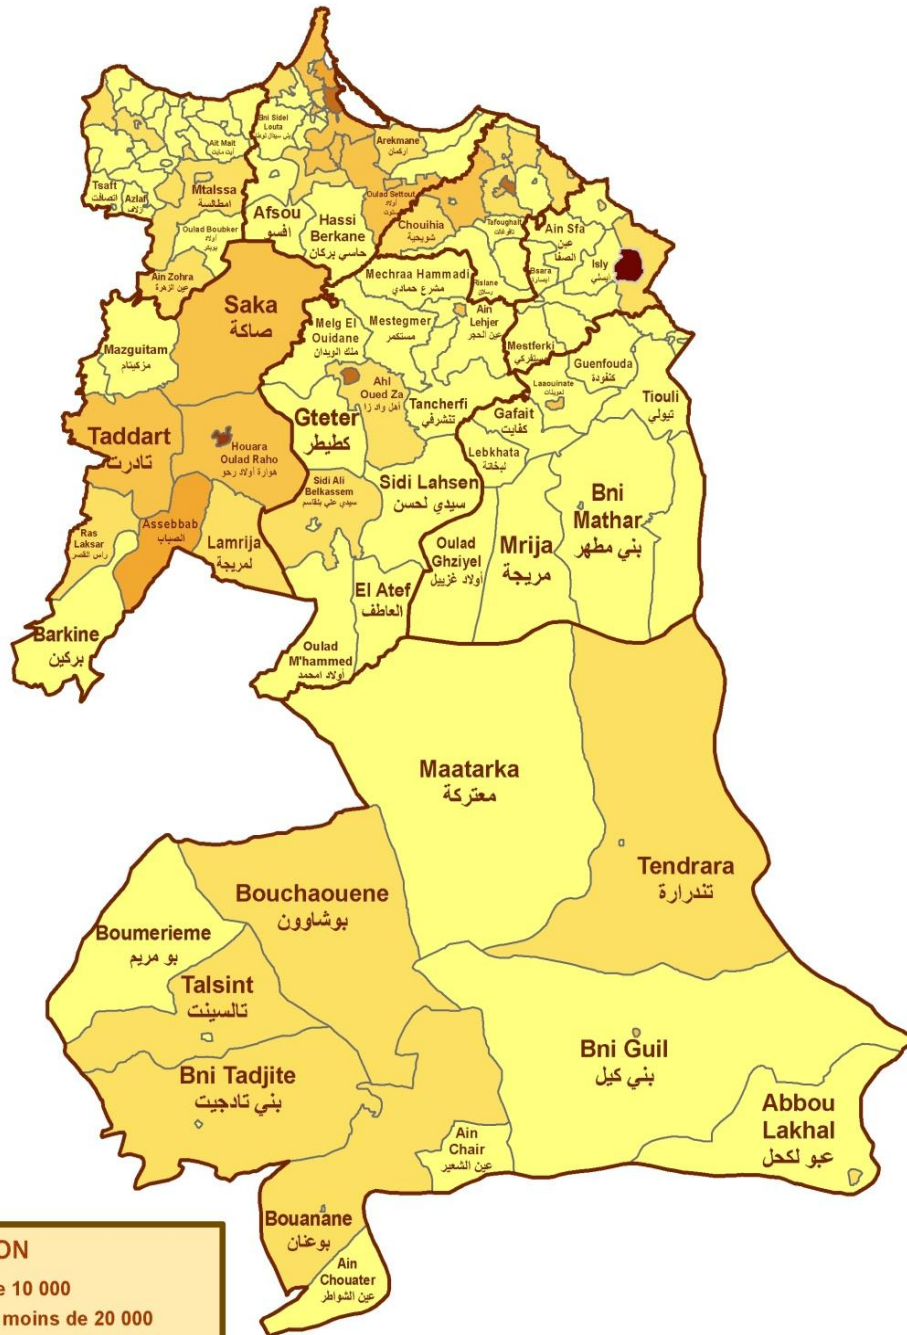 Bni Sidel
Louta
Arekmane
اركمان
Ait Mait
أيت مايت
Tsaft
Azlaf
Mtalssa
امطالسة
Oulad Settout
Afsou
افسو
Hassi
Berkane
حاسي بركان
Oulad Boubker
أولاد
بوبكر
Chouihia
شويحية
Tafoughalt
Ain Sfa
عين
الصفا
Isly
Bsara
Rislane
Ain Zohra
عين الزهرة
Mechraa Hammadi
مشرع حمادي
Saka
صاكة
Mazguitam
Melg El
Ouidane
ملك الويدان
Mestegmer
مستكمر
Ain
Lehjer
عين الحجر
Mestferki
Guenfouda
كنفودة
Laaouinate
Tiouli
تيولي
Ahl
Oued Za
أهل واد زا
Gteter
كطيطر
Tancherfi
تنشرفي
Gafait
كفايت
Lebkhata
لبخاتة
Taddart
تادرت
Houara
Oulad Raho
هوارة أولاد رحو
Sidi Ali
Belkassem
سيدي علي بلقاسم
Sidi Lahsen
سيدي لحسن
Bni
Mathar
بني مطهر
Assebbab
الصباب
Ras
Laksar
راس القصر
Lamrija
لمريجة
Oulad
Ghziyel
أولاد غزييل
Mrija
مريجة
El Atef
العاطف
Barkine
بركين
Oulad
M'hammed
أولاد امحمد
Maatarka
معتركة
Tendrara
تندرارة
Bouchaouene
بوشاوون
Boumerieme
بو مريم
Talsint
تالسينت
Bni Guil
بني كيل
Bni Tadjite
بني تادجيت
Abbou
Lakhal
عبو لكحل
Ain
Chair
عين الشعير
Bouanane
بوعنان
Ain
Chouater
عين الشواطر
ON
e 10 000
moins de 20 000